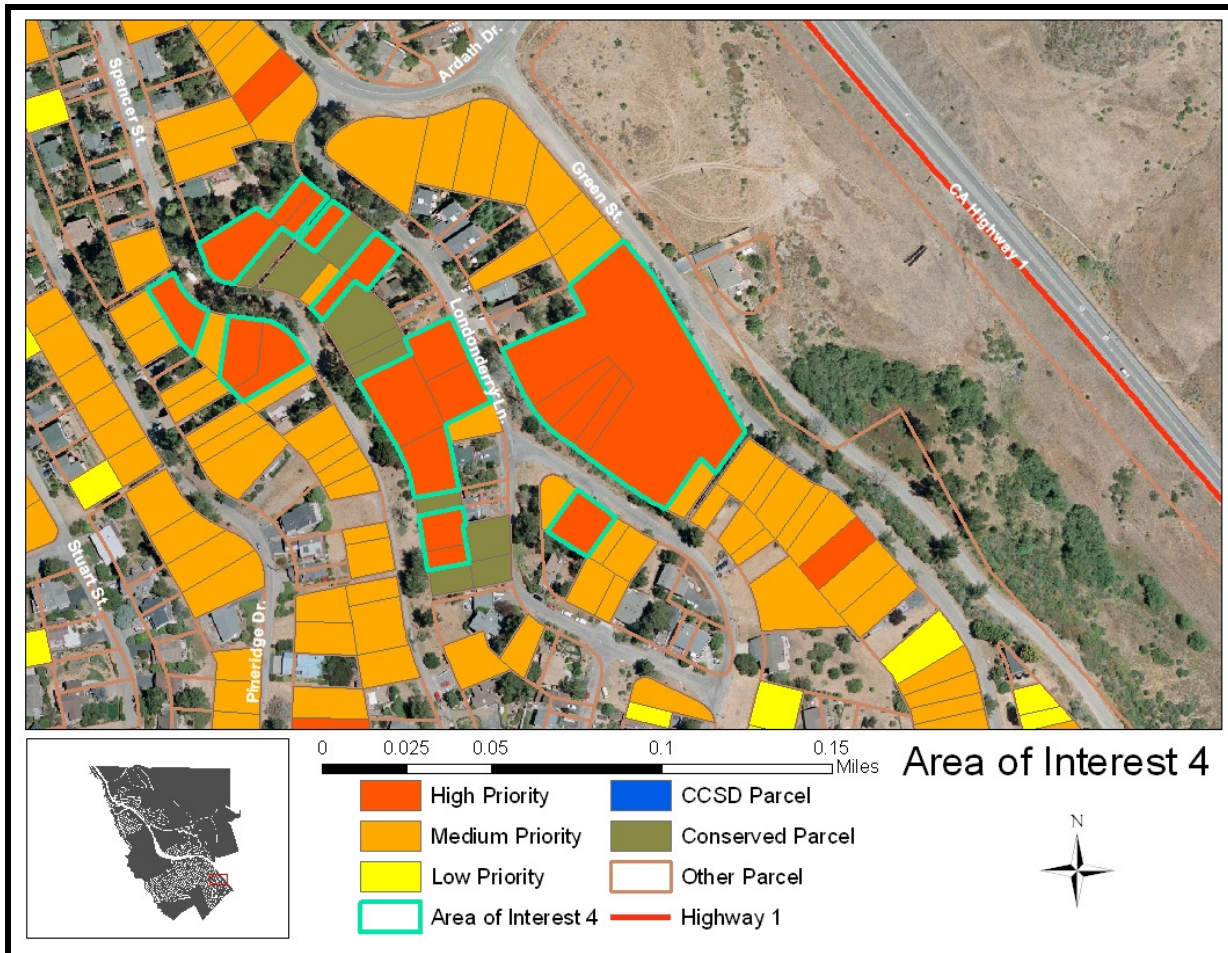 Spencer St.
Ardath Dr.
Green St.
CA Highway 1
Londonderry Ln.
Stuart St.
Pineridge Dr.
0 0.025 0.05 0.1 0.15
Miles
Area of Interest 4
High Priority
CCSD Parcel
Medium Priority
Conserved Parcel
Low Priority
Other Parcel
Area of Interest 4
Highway 1
N